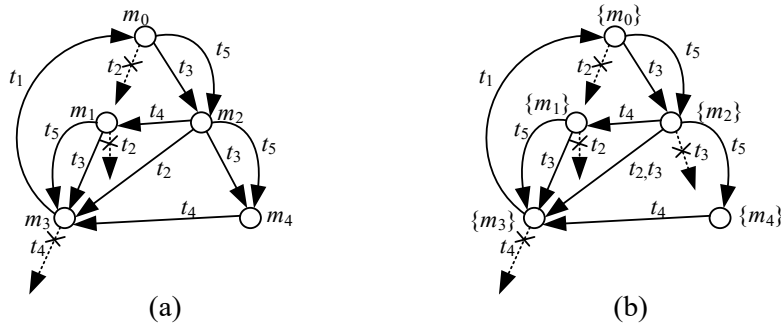 m0 {m0}
t5 t5
t2 t2
t1 t3 t1 t3
m1 {m1}
t4 m2 t4 {m2}
t5 t2 t5 t2 t3
t3 t5 t3 t5
t2 t3 t2,t3
t4 t4
m3 m4 {m3} {m4}
t4 t4
(a) (b)